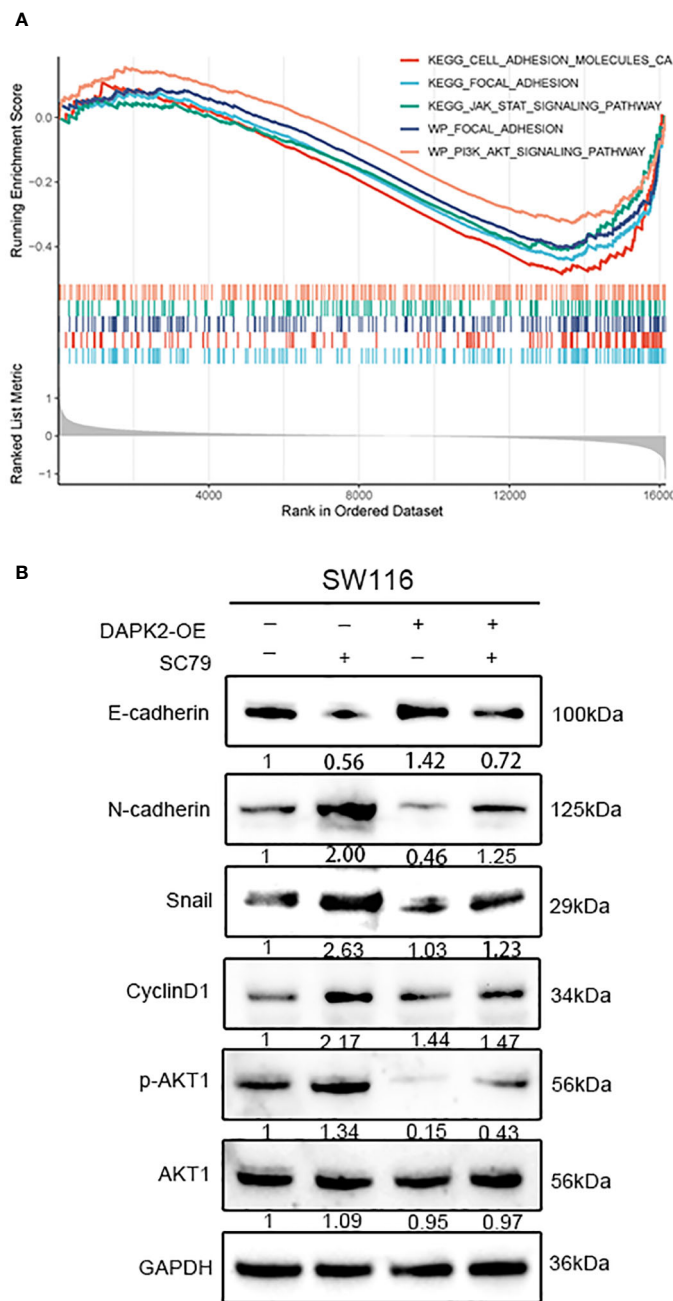 A
KEGG_CELL_ADHESION_MOLECULES_CA
KEGG_FOCAL_ADHESION
KEGG_JAK_STAT_SIGNALING_PATHWAY
WP_FOCAL_ADHESION
WP_PI3K_AKT_SIGNALING_PATHWAY
Running Enrichment Score
0.0
−0.2
−0.4
Ranked List Metric
1
0
−1
4000 8000 12000 16000
Rank in Ordered Dataset
B
SW116
DAPK2-OE − − + +
SC79 − + − +
E-cadherin 100kDa
1 0.56 1.42 0.72
N-cadherin 125kDa
1 2.00 0.46 1.25
Snail 29kDa
1 2.63 1.03 1.23
CyclinD1 34kDa
1 2.17 1.44 1.47
p-AKT1 56kDa
1 1.34 0.15 0.43
AKT1 56kDa
1 1.09 0.95 0.97
GAPDH 36kDa